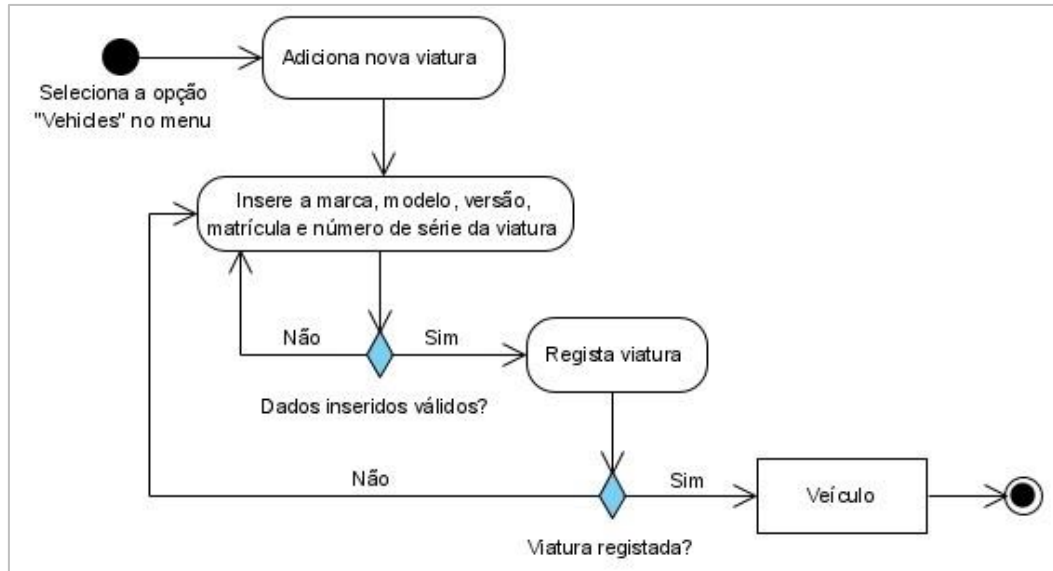 Adiciona nova viatura
Seleciona a opção
"Vehicles" no menu
Insere a marca, modelo, versão,
matrícula e número de série da viatura
Não
Sim
Regista viatura
Dados inseridos válidos?
Não
Sim
Veículo
Viatura registada?